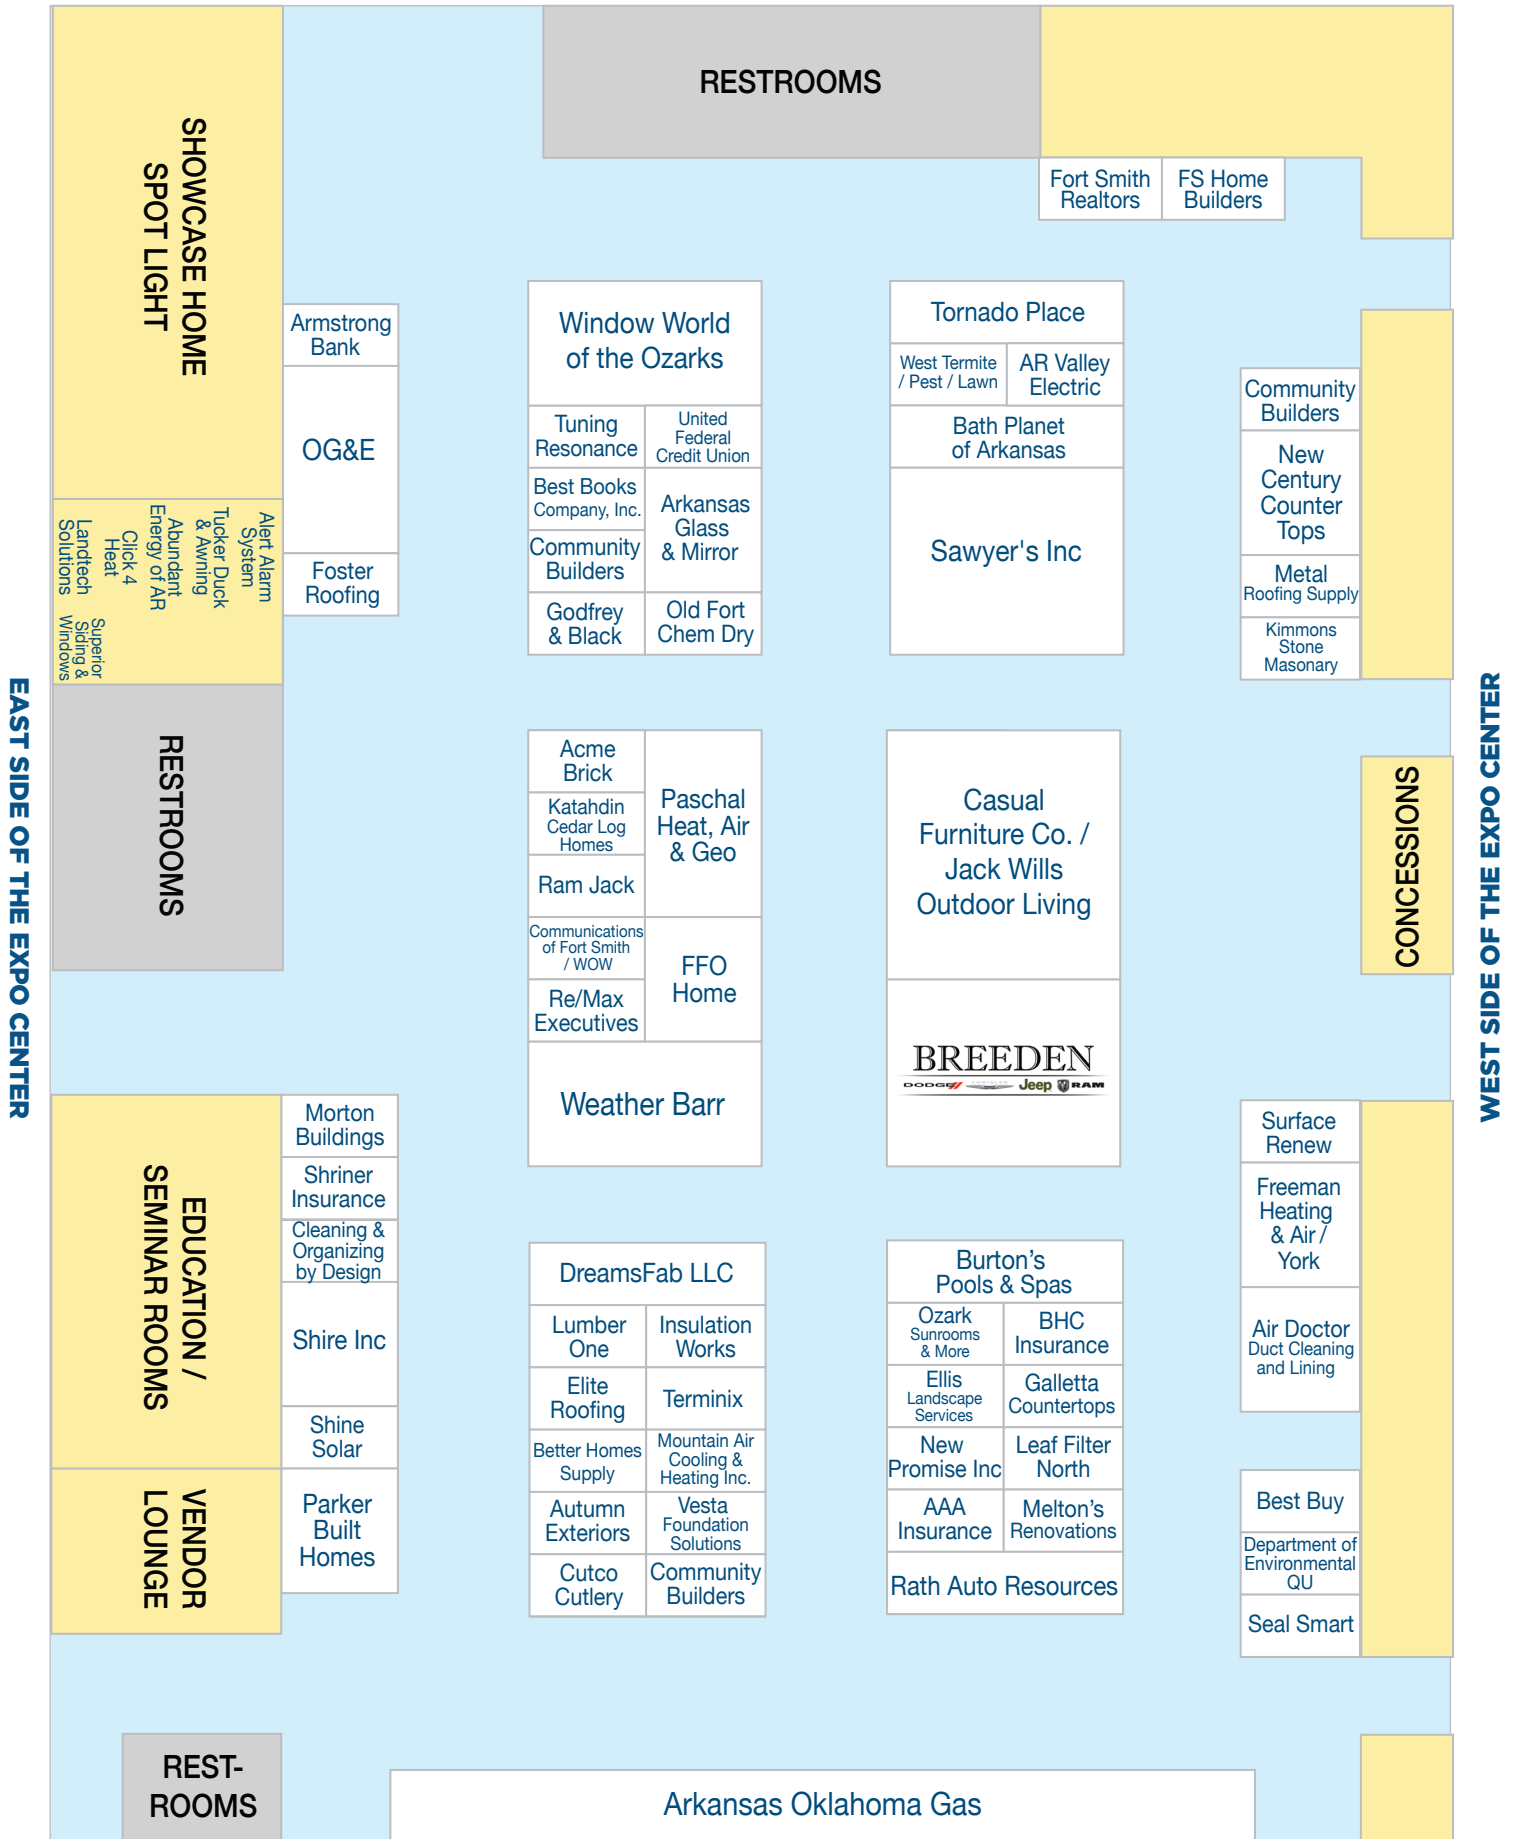 RESTROOMS
SHOWCASE HOME
SPOT LIGHT
Fort Smith
Realtors
FS Home
Builders
Armstrong
Bank
OG&E
Foster
Roofing
Alert Alarm
System
Tucker Duck
& Awning
Abundant
Energy of AR
Click 4
Heat
Landtech
Solutions
Superior
Siding &
Windows
Window World
of the Ozarks
Tuning
Resonance
United
Federal
Credit Union
Best Books
Company, Inc.
Arkansas
Glass
& Mirror
Community
Builders
Godfrey
& Black
Old Fort
Chem Dry
Tornado Place
West Termite
/ Pest / Lawn
AR Valley
Electric
Bath Planet
of Arkansas
Sawyer's Inc
Community
Builders
New
Century
Counter
Tops
Metal
Roofing Supply
Kimmons
Stone
Masonary
EAST SIDE OF THE EXPO CENTER
RESTROOMS
Acme
Brick
Katahdin
Cedar Log
Homes
Ram Jack
Paschal
Heat, Air
& Geo
Communications
of Fort Smith
/ WOW
Re/Max
Executives
FFO
Home
Weather Barr
Casual
Furniture Co. /
Jack Wills
Outdoor Living
BREEDEN
DODGE CHRYSLER Jeep RAM
CONCESSIONS
WEST SIDE OF THE EXPO CENTER
EDUCATION /
SEMINAR ROOMS
Morton
Buildings
Shriner
Insurance
Cleaning &
Organizing
by Design
Shire Inc
Shine
Solar
VENDOR
LOUNGE
Parker
Built
Homes
DreamsFab LLC
Lumber
One
Insulation
Works
Elite
Roofing
Terminix
Better Homes
Supply
Mountain Air
Cooling &
Heating Inc.
Autumn
Exteriors
Vesta
Foundation
Solutions
Cutco
Cutlery
Community
Builders
Burton’s
Pools & Spas
Ozark
Sunrooms
& More
BHC
Insurance
Ellis
Landscape
Services
Galletta
Countertops
New
Promise Inc
Leaf Filter
North
AAA
Insurance
Melton’s
Renovations
Rath Auto Resources
Surface
Renew
Freeman
Heating
& Air /
York
Air Doctor
Duct Cleaning
and Lining
Best Buy
Department of
Environmental
QU
Seal Smart
REST-
ROOMS
Arkansas Oklahoma Gas